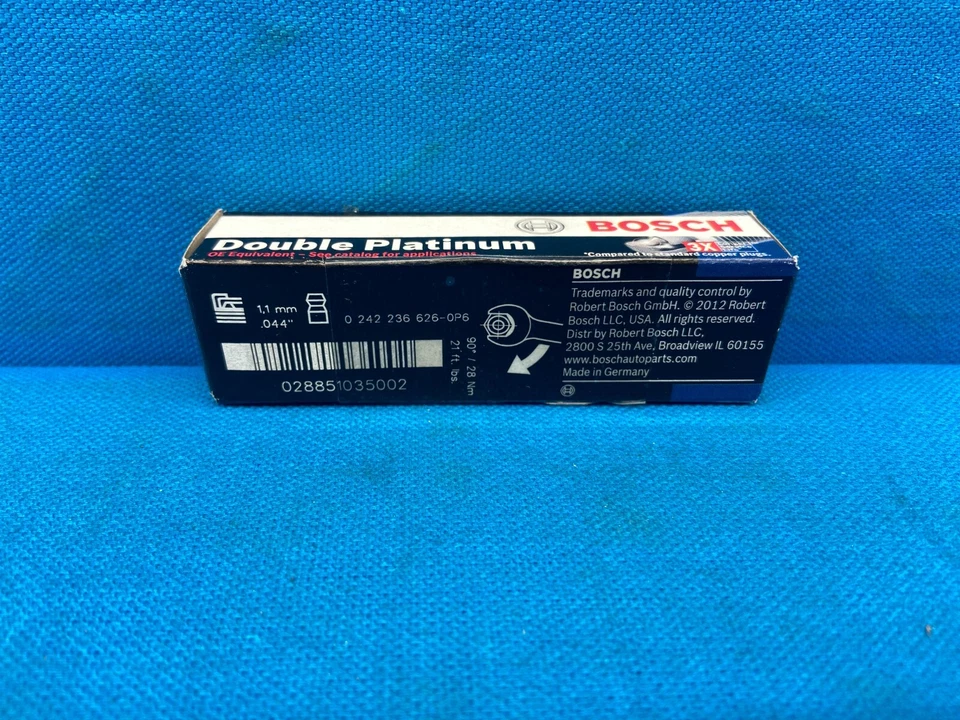 BOSCH
Double Platinum
3X
OE Equivalent - See catalog for applications
*Compared to standard copper plugs.
BOSCH
1,1 mm
.044"
0 242 236 626-0P6
028851035002
90° / 28 Nm
21 ft. lbs.
Trademarks and quality control by
Robert Bosch GmbH. © 2012 Robert
Bosch LLC, USA. All rights reserved.
Distr by Robert Bosch LLC,
2800 S 25th Ave, Broadview IL 60155
www.boschautoparts.com
Made in Germany